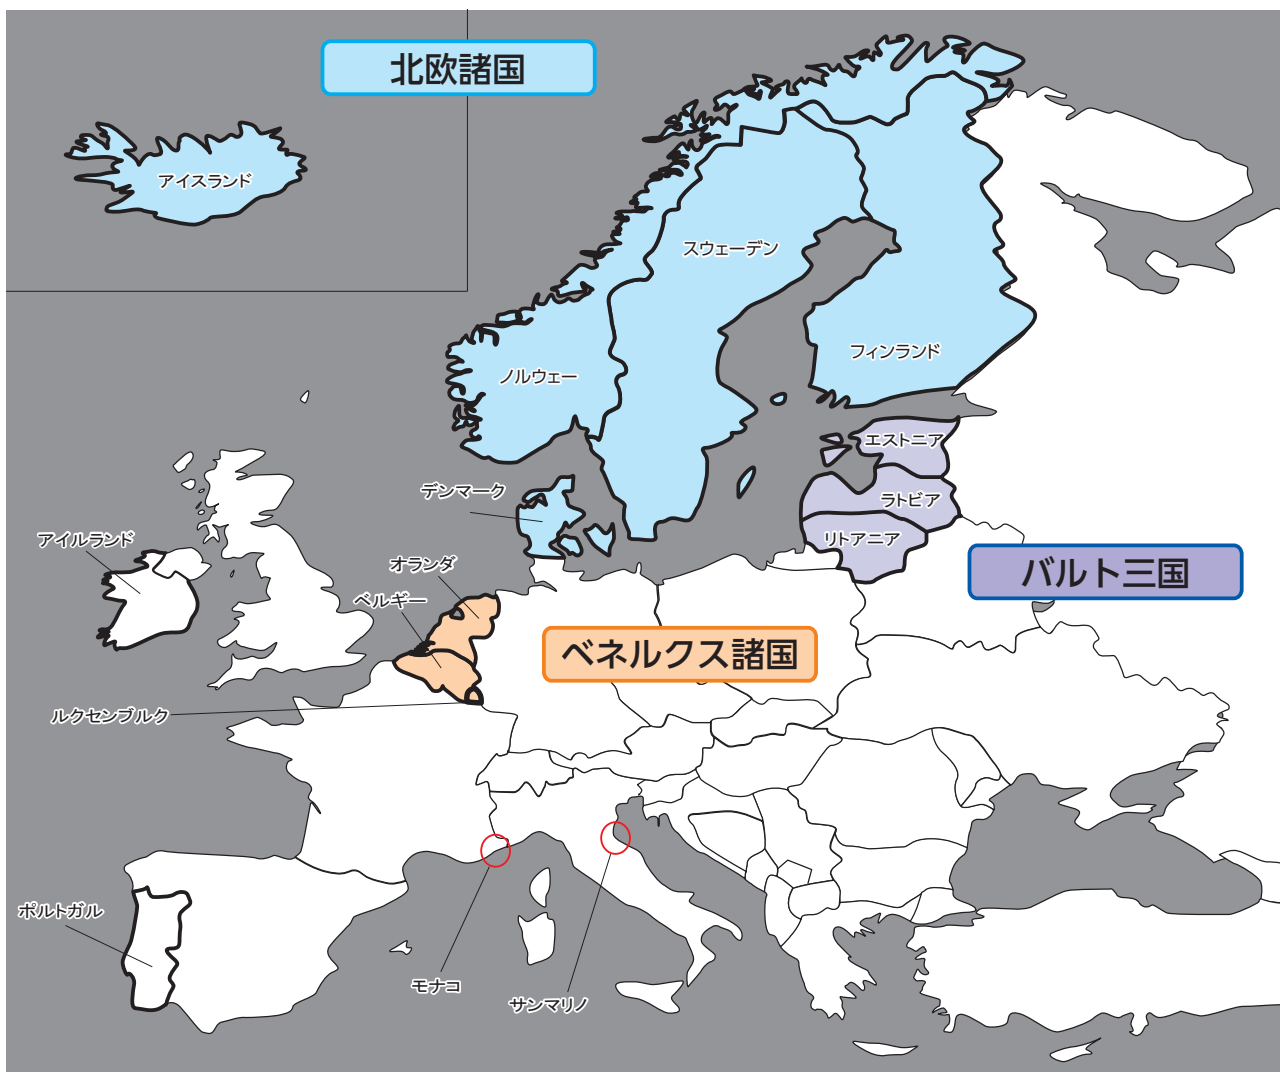 北欧諸国
アイスランド
スウェーデン
フィンランド
ノルウェー
エストニア
デンマーク
ラトビア
アイルランド
リトアニア
オランダ
バルト三国
ベルギー
ベネルクス諸国
ルクセンブルク
ポルトガル
モナコ
サンマリノ